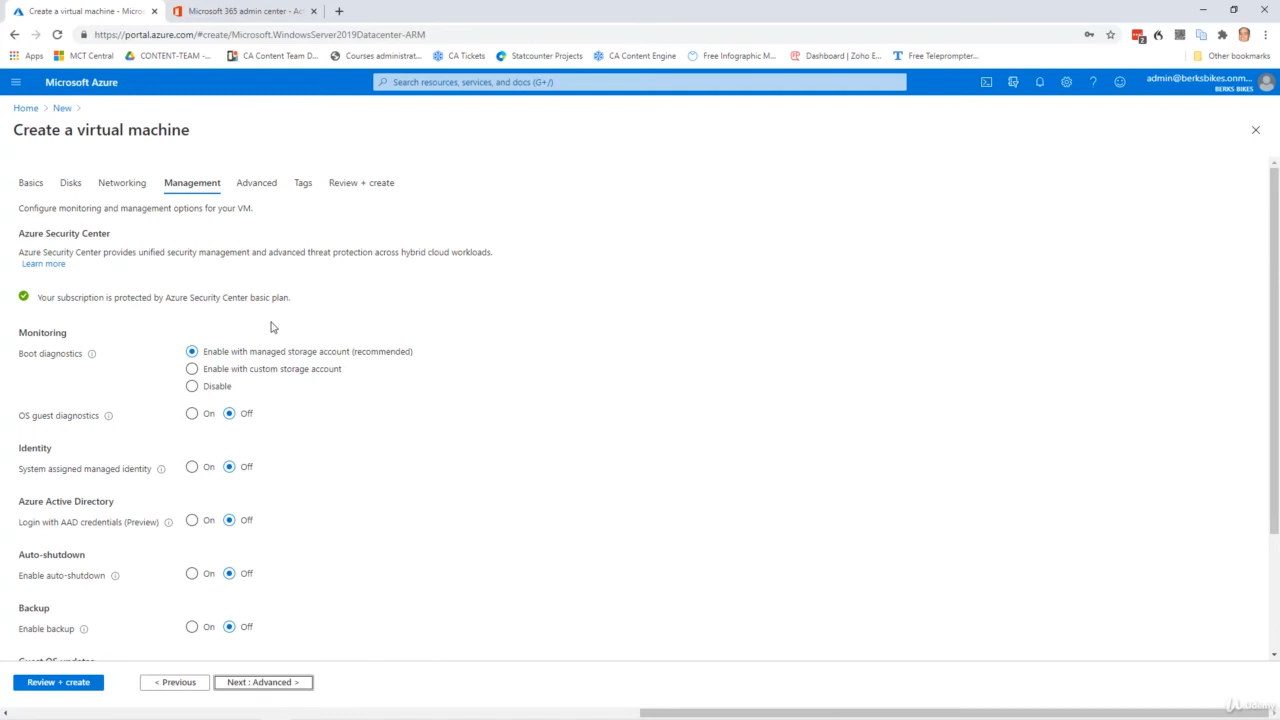 Create a virtual machine - Micros
Microsoft 365 admin center - Act
https://portal.azure.com/#create/Microsoft.WindowsServer2019Datacenter-ARM
Apps
MCT Central
CONTENT-TEAM -...
CA Content Team D...
Courses administrat...
CA Tickets
Statcounter Projects
CA Content Engine
Free Infographic M...
Dashboard | Zoho E...
Free Teleprompter...
Other bookmarks
Microsoft Azure
Search resources, services, and docs (G+/)
admin@berksbikes.onm...
BERKS BIKES
Home
New
Create a virtual machine
Basics
Disks
Networking
Management
Advanced
Tags
Review + create
Configure monitoring and management options for your VM.
Azure Security Center
Azure Security Center provides unified security management and advanced threat protection across hybrid cloud workloads.
Learn more
Your subscription is protected by Azure Security Center basic plan.
Monitoring
Boot diagnostics
Enable with managed storage account (recommended)
Enable with custom storage account
Disable
OS guest diagnostics
On
Off
Identity
System assigned managed identity
On
Off
Azure Active Directory
Login with AAD credentials (Preview)
On
Off
Auto-shutdown
Enable auto-shutdown
On
Off
Backup
Enable backup
On
Off
Guest OS updates
Review + create
< Previous
Next : Advanced >
Udemy